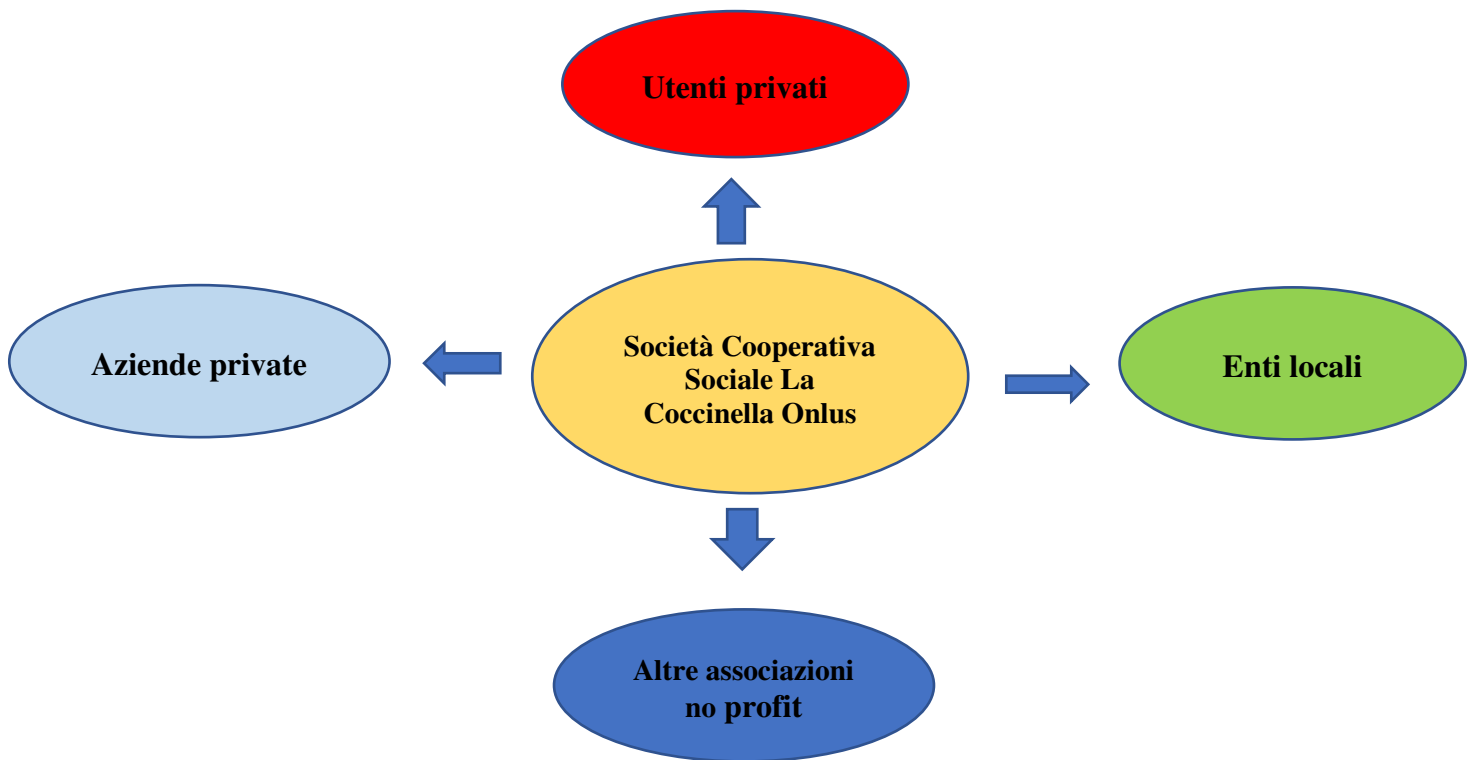 Utenti privati
Aziende private
Società Cooperativa
Sociale La
Coccinella Onlus
Enti locali
Altre associazioni
no profit